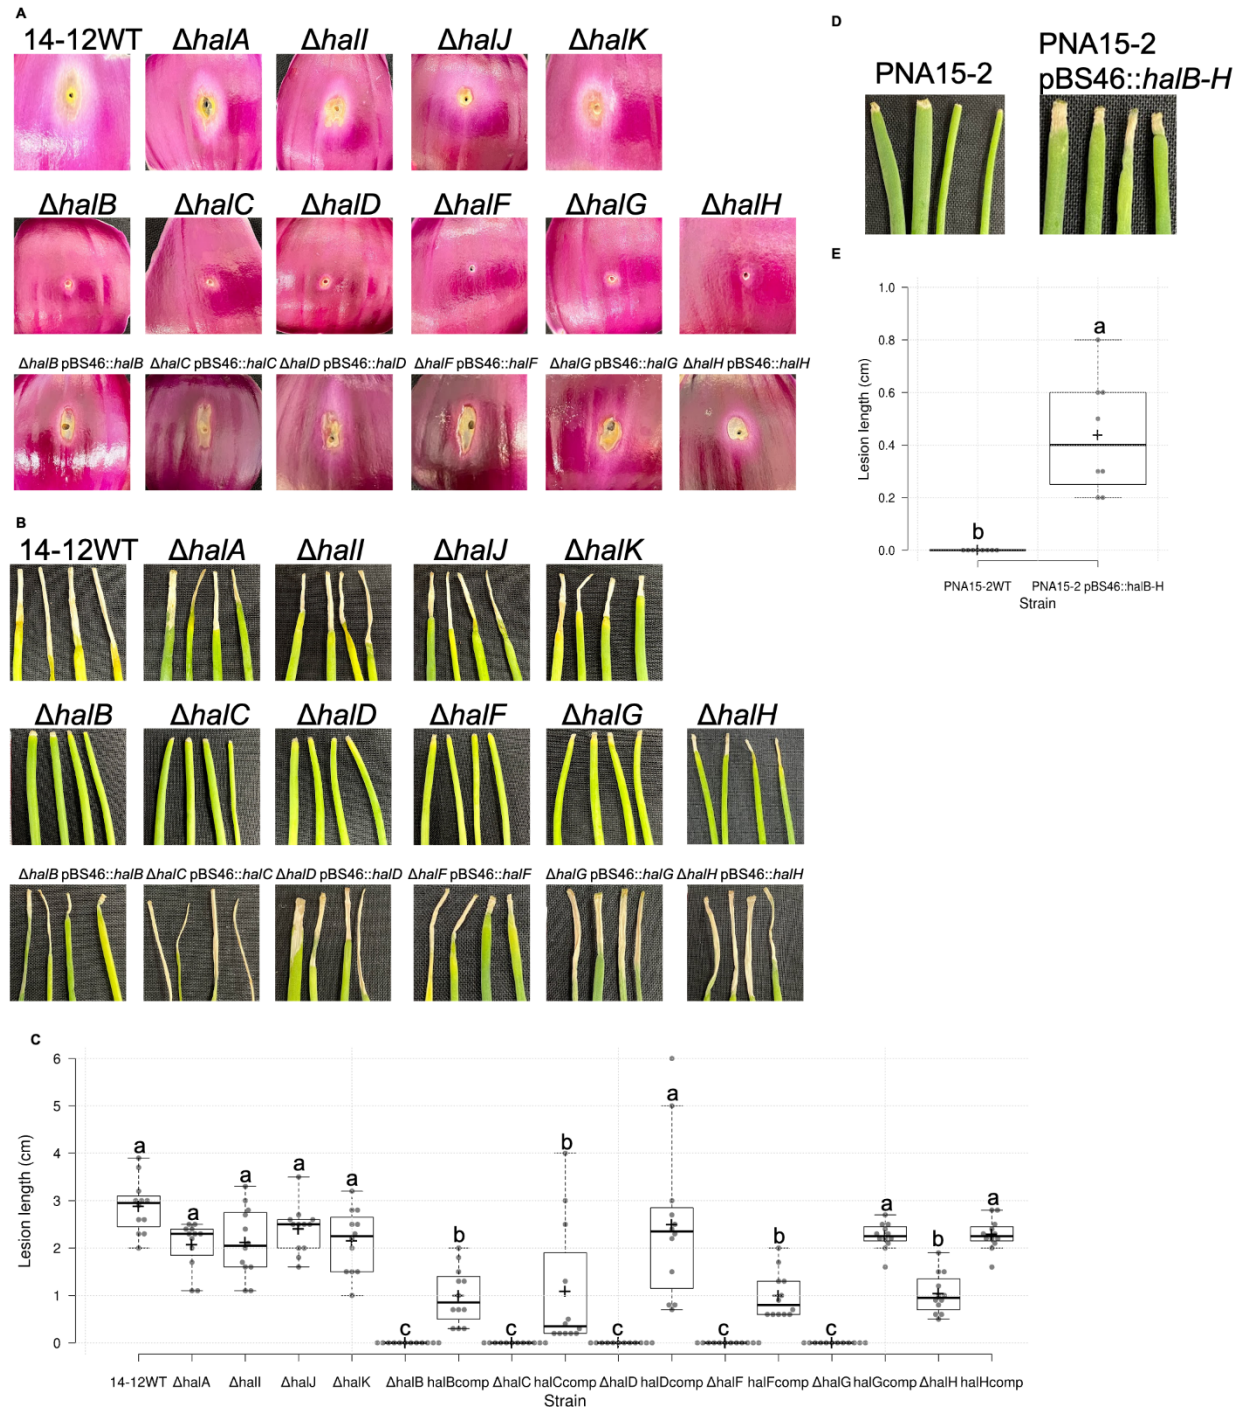 A
14-12WT ΔhalA ΔhalI ΔhalJ ΔhalK
ΔhalB ΔhalC ΔhalD ΔhalF ΔhalG ΔhalH
ΔhalB pBS46::halB ΔhalC pBS46::halC ΔhalD pBS46::halD ΔhalF pBS46::halF ΔhalG pBS46::halG ΔhalH pBS46::halH
B
14-12WT ΔhalA ΔhalI ΔhalJ ΔhalK
ΔhalB ΔhalC ΔhalD ΔhalF ΔhalG ΔhalH
ΔhalB pBS46::halB ΔhalC pBS46::halC ΔhalD pBS46::halD ΔhalF pBS46::halF ΔhalG pBS46::halG ΔhalH pBS46::halH
C
6
5
4
3
2
1
0
Lesion length (cm)
a a a a a c b c b c a c b c a b a
14-12WT ΔhalA ΔhalI ΔhalJ ΔhalK ΔhalB halBcomp ΔhalC halCcomp ΔhalD halDcomp ΔhalF halFcomp ΔhalG halGcomp ΔhalH halHcomp
Strain
D
PNA15-2
PNA15-2
pBS46::halB-H
E
1.0
0.8
0.6
0.4
0.2
0.0
Lesion length (cm)
b a
PNA15-2WT PNA15-2 pBS46::halB-H
Strain